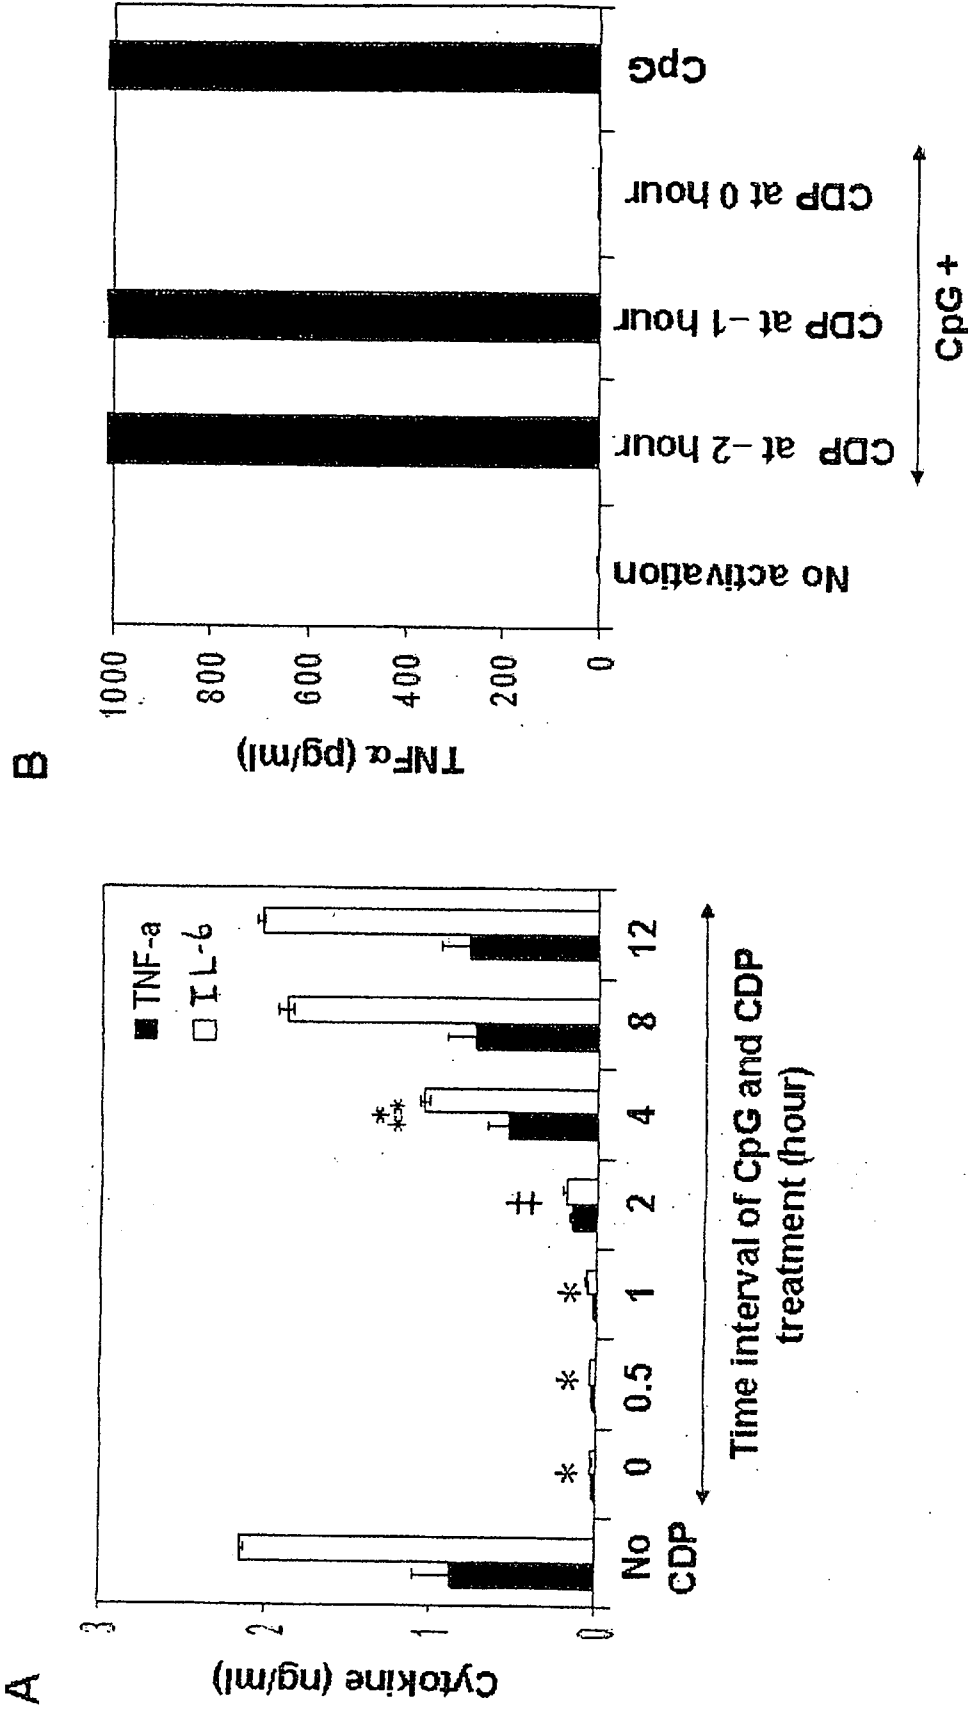 A
Cytokine (ng/ml)
3
2
1
0
TNF-a
IL-6
*
*
*
‡
**
‡
No
CDP
0
0.5
1
2
4
8
12
Time interval of CpG and CDP
treatment (hour)
B
TNFα (pg/ml)
1000
800
600
400
200
0
No activation
CDP at -2 hour
CDP at -1 hour
CDP at 0 hour
CpG
CpG +